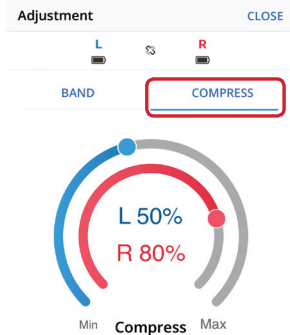 Adjustment CLOSE
L R
BAND COMPRESS
L 50%
R 80%
Min Compress Max